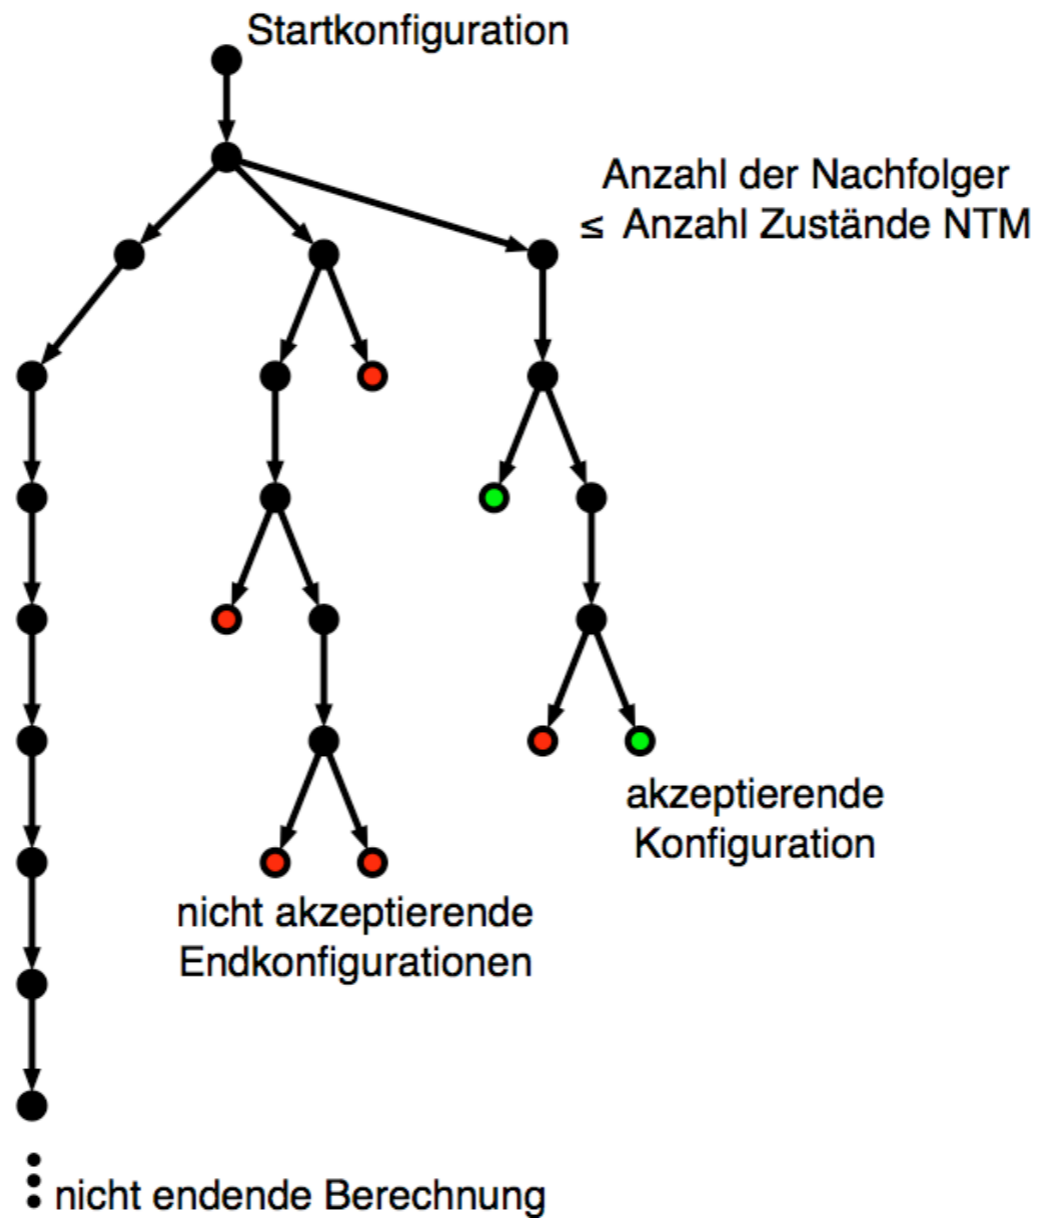 Startkonfiguration
Anzahl der Nachfolger
≤ Anzahl Zustände NTM
akzeptierende
Konfiguration
nicht akzeptierende
Endkonfigurationen
nicht endende Berechnung